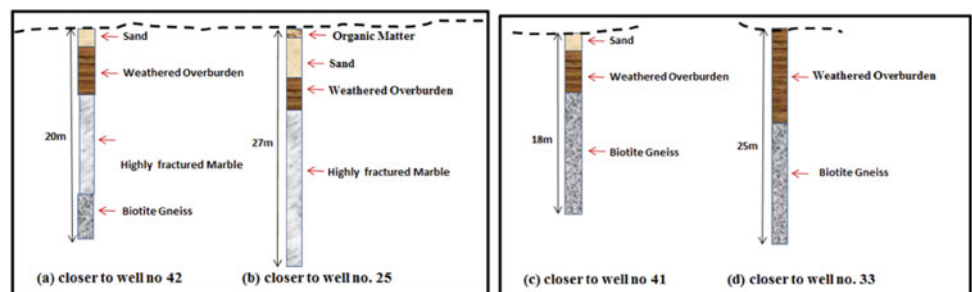 Sand
Weathered Overburden
20m
Highly fractured Marble
Biotite Gneiss
(a) closer to well no 42
Organic Matter
Sand
Weathered Overburden
27m
Highly fractured Marble
(b) closer to well no. 25
Sand
Weathered Overburden
18m
Biotite Gneiss
(c) closer to well no 41
Weathered Overburden
25m
Biotite Gneiss
(d) closer to well no. 33